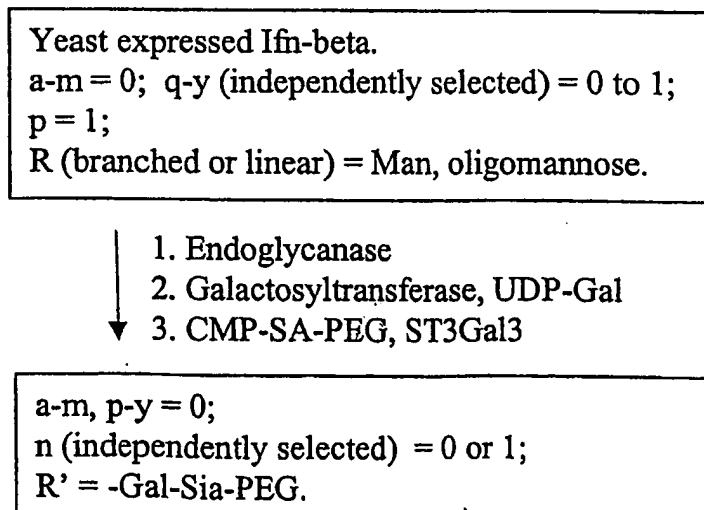 Yeast expressed Ifn-beta.
a-m = 0; q-y (independently selected) = 0 to 1;
p = 1;
R (branched or linear) = Man, oligomannose.
1. Endoglycanase
2. Galactosyltransferase, UDP-Gal
3. CMP-SA-PEG, ST3Gal3
a-m, p-y = 0;
n (independently selected) = 0 or 1;
R' = -Gal-Sia-PEG.